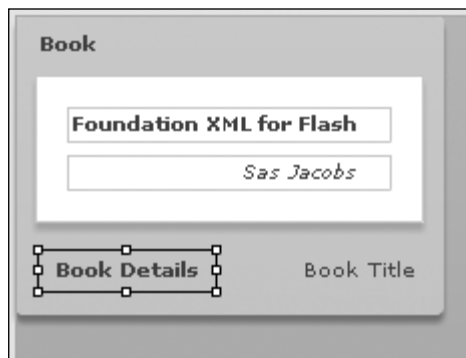 Book
Foundation XML for Flash
Sas Jacobs
Book Details Book Title